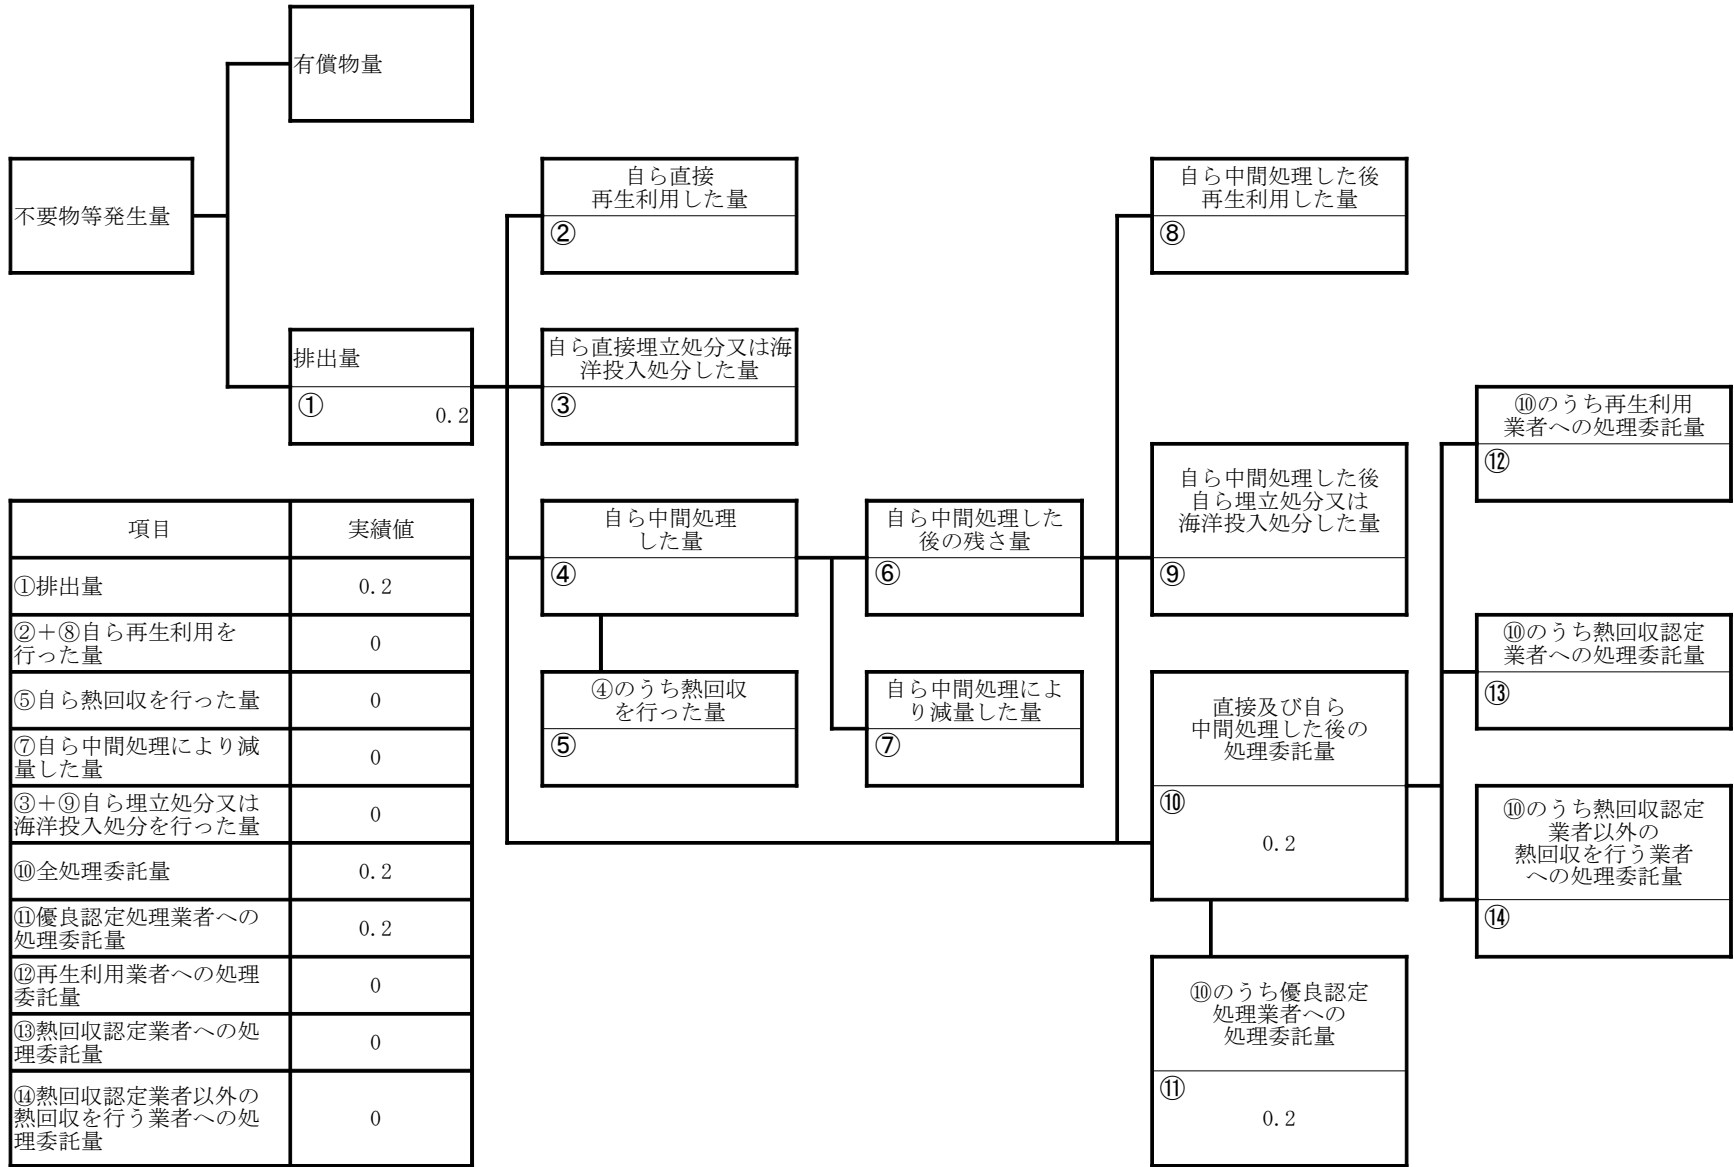 有償物量
不要物等発生量
自ら直接
再生利用した量
②
自ら中間処理した後
再生利用した量
⑧
排出量
①
0.2
自ら直接埋立処分又は海
洋投入処分した量
③
⑩のうち再生利用
業者への処理委託量
⑫
自ら中間処理
した量
④
自ら中間処理した
後の残さ量
⑥
自ら中間処理した後
自ら埋立処分又は
海洋投入処分した量
⑨
⑩のうち熱回収認定
業者への処理委託量
⑬
④のうち熱回収
を行った量
⑤
自ら中間処理によ
り減量した量
⑦
直接及び自ら
中間処理した後の
処理委託量
⑩
0.2
⑩のうち熱回収認定
業者以外の
熱回収を行う業者
への処理委託量
⑭
⑩のうち優良認定
処理業者への
処理委託量
⑪
0.2
項目 実績値
①排出量 0.2
②＋⑧自ら再生利用を
行った量 0
⑤自ら熱回収を行った量 0
⑦自ら中間処理により減
量した量 0
③＋⑨自ら埋立処分又は
海洋投入処分を行った量 0
⑩全処理委託量 0.2
⑪優良認定処理業者への
処理委託量 0.2
⑫再生利用業者への処理
委託量 0
⑬熱回収認定業者への処
理委託量 0
⑭熱回収認定業者以外の
熱回収を行う業者への処
理委託量 0